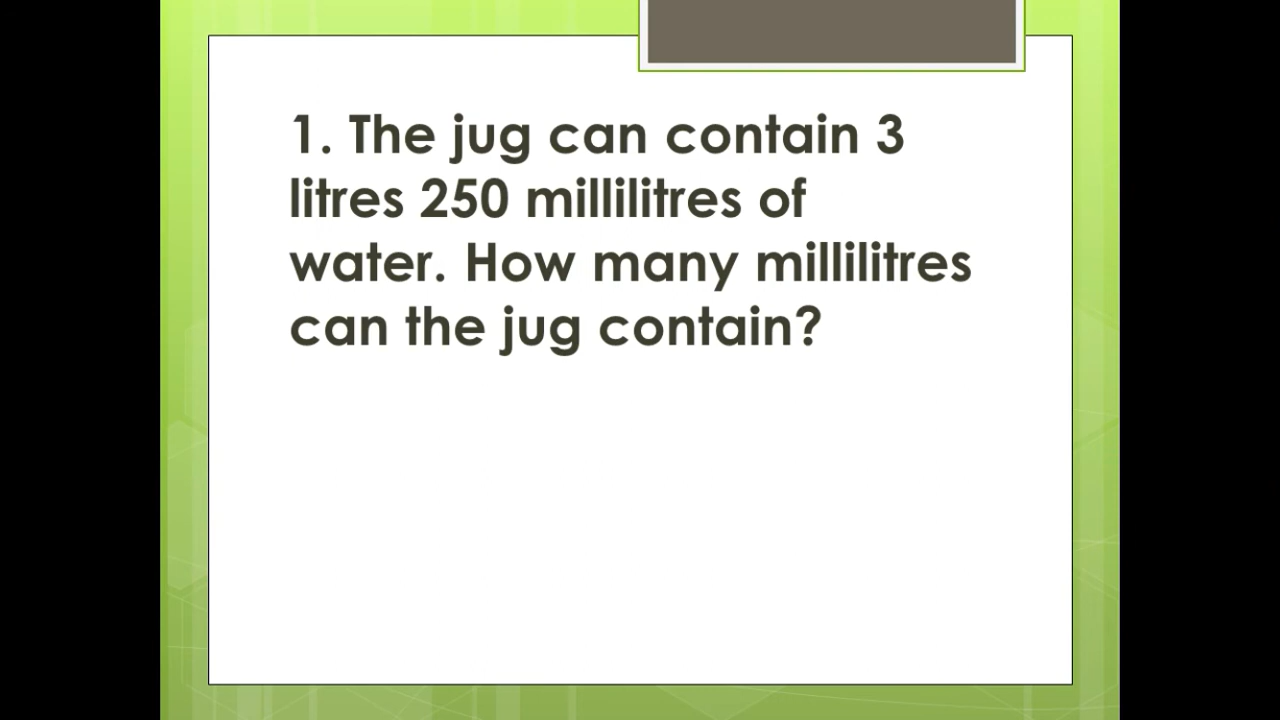 1. The jug can contain 3
litres 250 millilitres of
water. How many millilitres
can the jug contain?